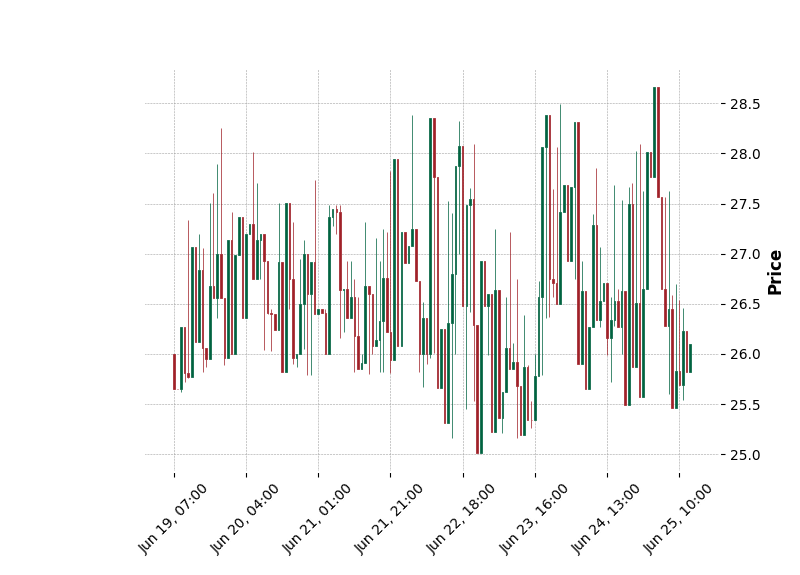 28.5
28.0
27.5
27.0
26.5
26.0
25.5
25.0
Price
Jun 19, 07:00
Jun 20, 04:00
Jun 21, 01:00
Jun 21, 21:00
Jun 22, 18:00
Jun 23, 16:00
Jun 24, 13:00
Jun 25, 10:00